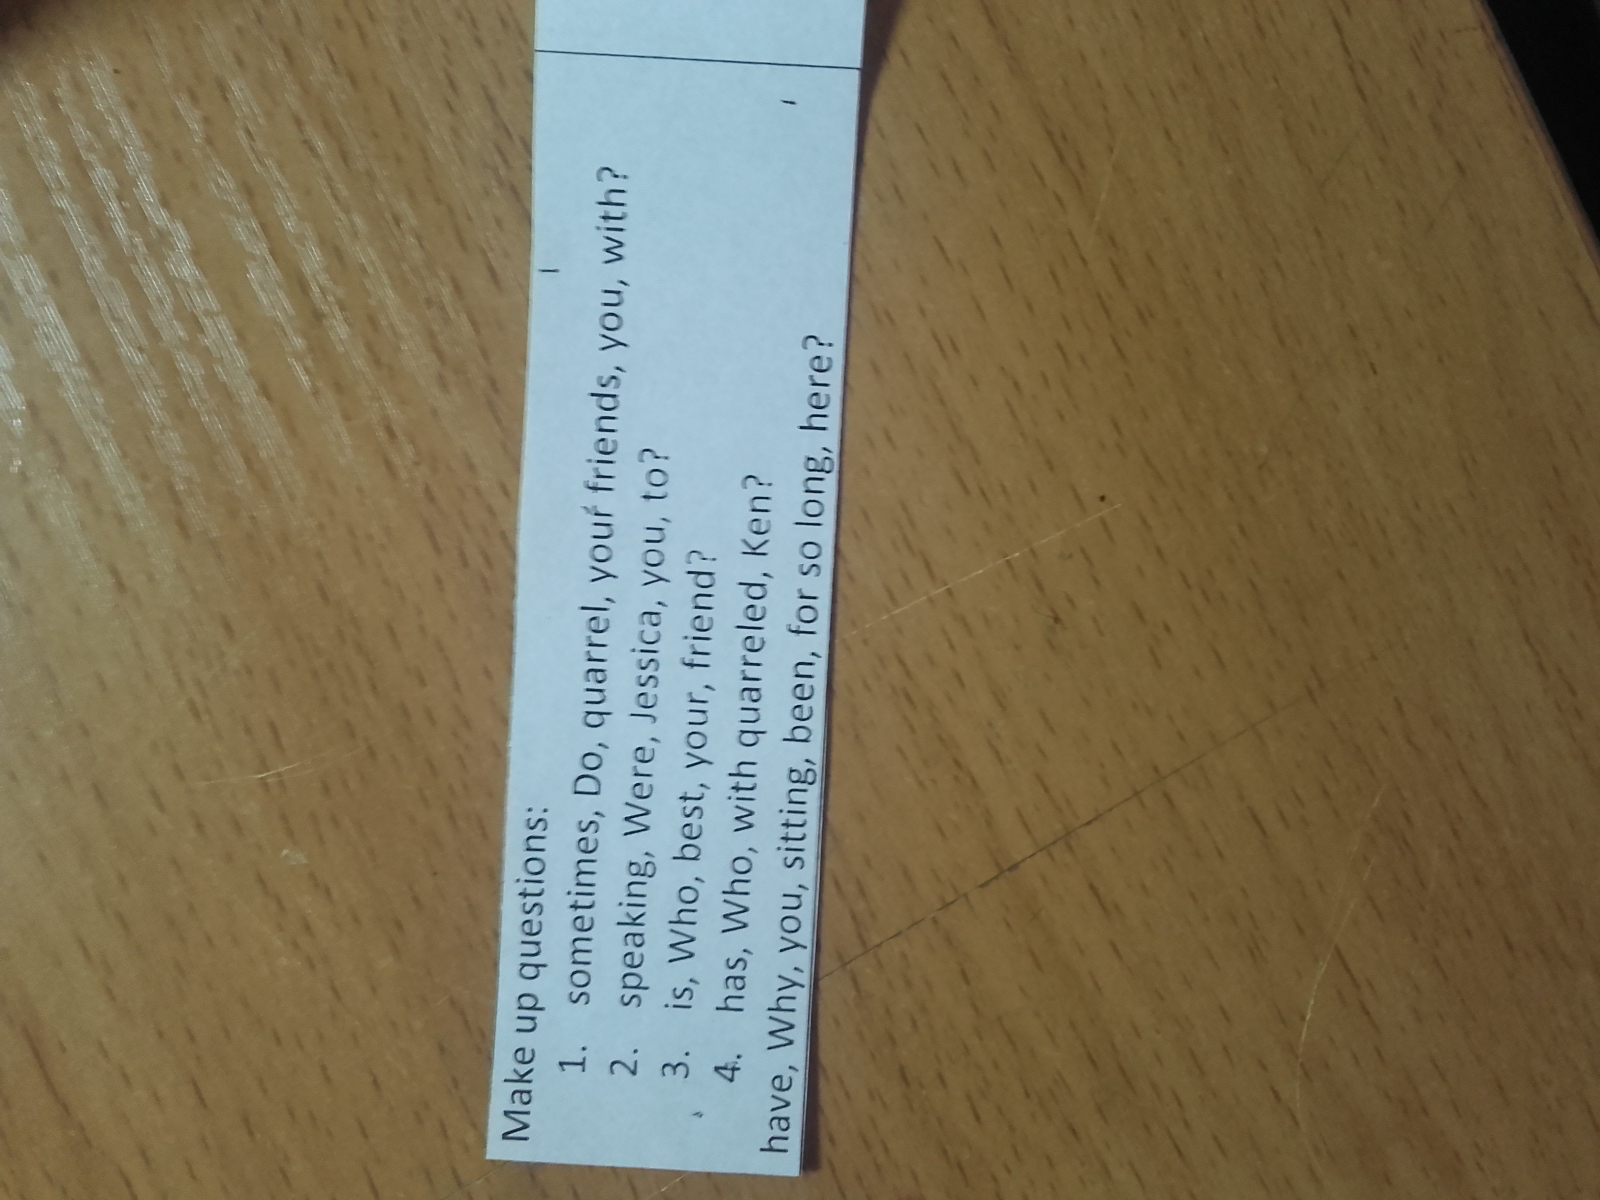 Make up questions:
1. sometimes, Do, quarrel, your friends, you, with?
2. speaking, Were, Jessica, you, to?
3. is, Who, best, your, friend?
4. has, Who, with quarreled, Ken?
have, Why, you, sitting, been, for so long, here?